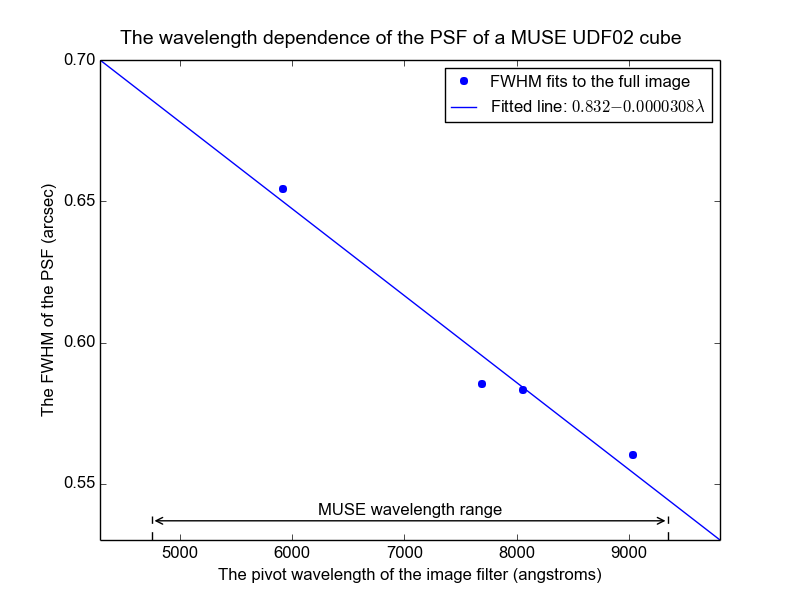 The wavelength dependence of the PSF of a MUSE UDF02 cube
FWHM fits to the full image
Fitted line: 0.832−0.0000308λ
The FWHM of the PSF (arcsec)
0.70
0.65
0.60
0.55
MUSE wavelength range
5000 6000 7000 8000 9000
The pivot wavelength of the image filter (angstroms)